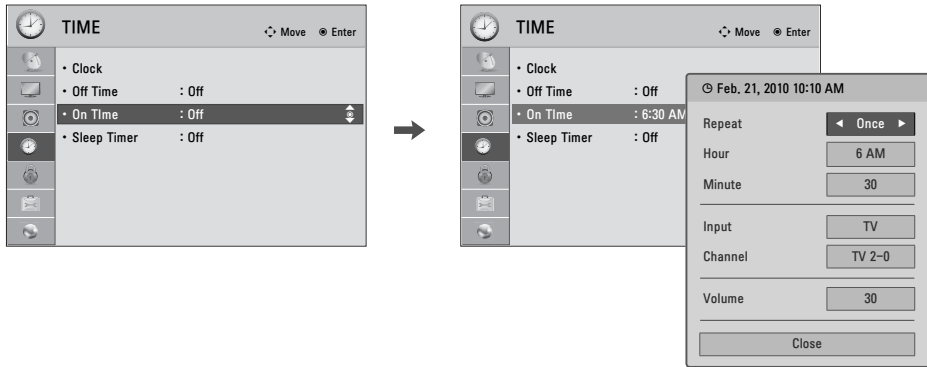 TIME
Move Enter
• Clock
• Off Time : Off
• On TIme : Off
• Sleep Timer : Off
TIME
Move Enter
• Clock
• Off Time : Off
• On TIme : 6:30 AM
• Sleep Timer : Off
Feb. 21, 2010 10:10 AM
Repeat ◄ Once ►
Hour 6 AM
Minute 30
Input TV
Channel TV 2-0
Volume 30
Close